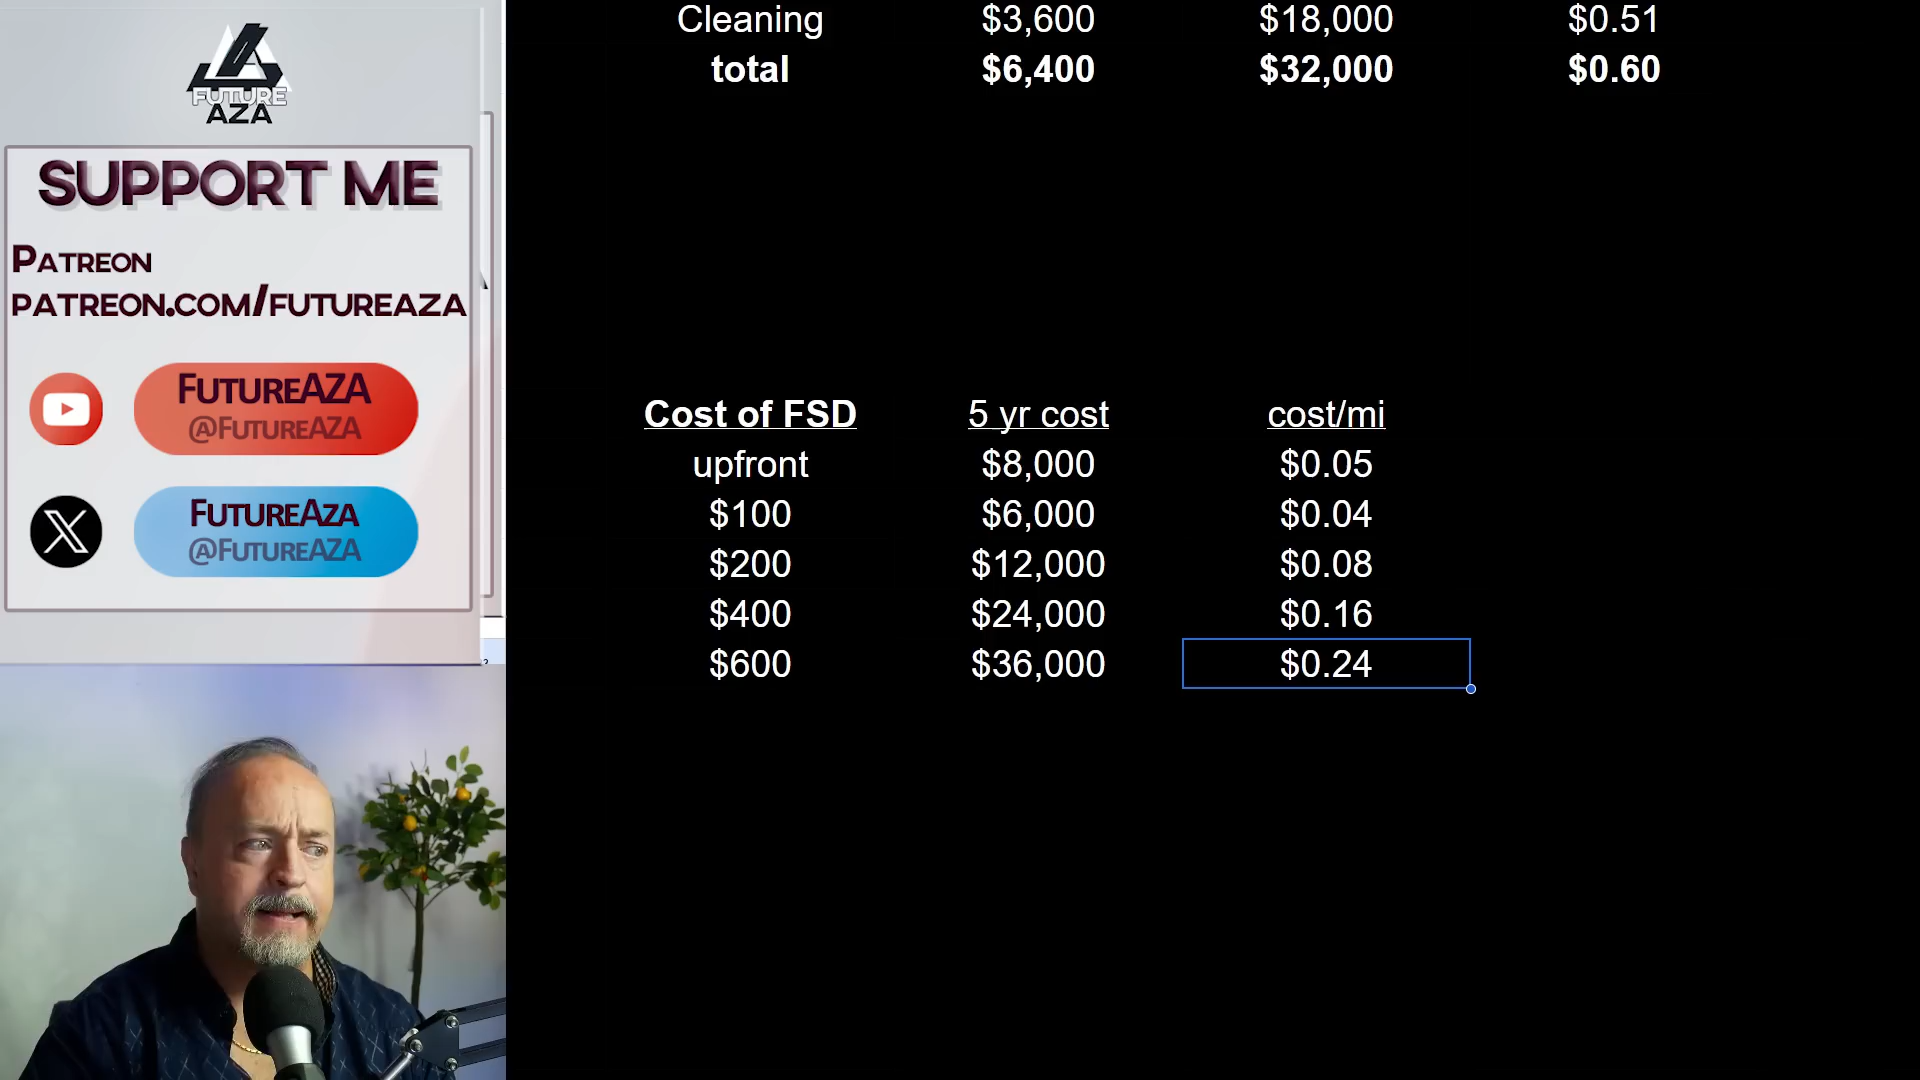 FUTURE
AZA
SUPPORT ME
PATREON
PATREON.COM/FUTUREAZA
FUTUREAZA
@FUTUREAZA
FUTUREAZA
@FUTUREAZA
Cleaning $3,600 $18,000 $0.51
total $6,400 $32,000 $0.60
Cost of FSD 5 yr cost cost/mi
upfront $8,000 $0.05
$100 $6,000 $0.04
$200 $12,000 $0.08
$400 $24,000 $0.16
$600 $36,000 $0.24